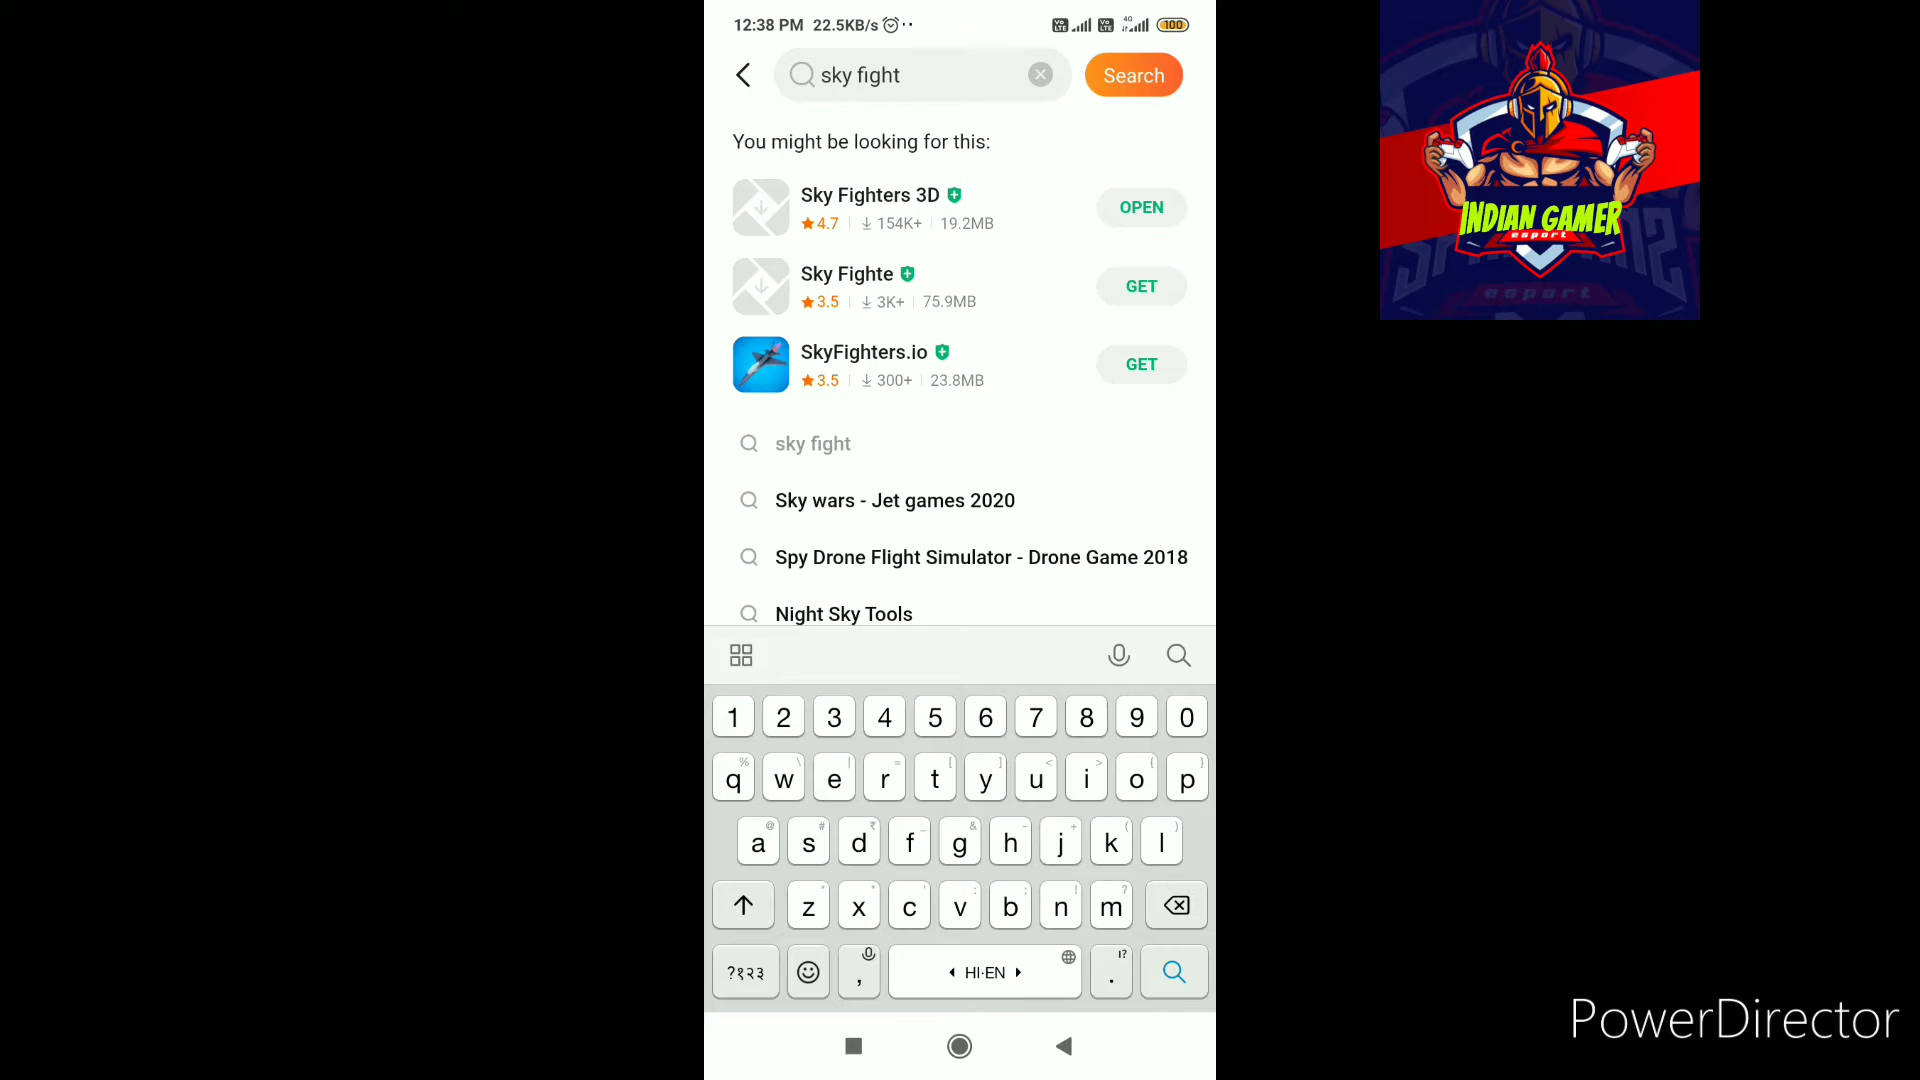 12:38 PM 22.5KB/s
4G
100
sky fight
Search
You might be looking for this:
Sky Fighters 3D
4.7 154K+ 19.2MB
OPEN
Sky Fighte
3.5 3K+ 75.9MB
GET
SkyFighters.io
3.5 300+ 23.8MB
GET
sky fight
Sky wars - Jet games 2020
Spy Drone Flight Simulator - Drone Game 2018
Night Sky Tools
1 2 3 4 5 6 7 8 9 0
q w e r t y u i o p
a s d f g h j k l
z x c v b n m
?१२३ , HI·EN .
INDIAN GAMER
esport
esport
PowerDirector